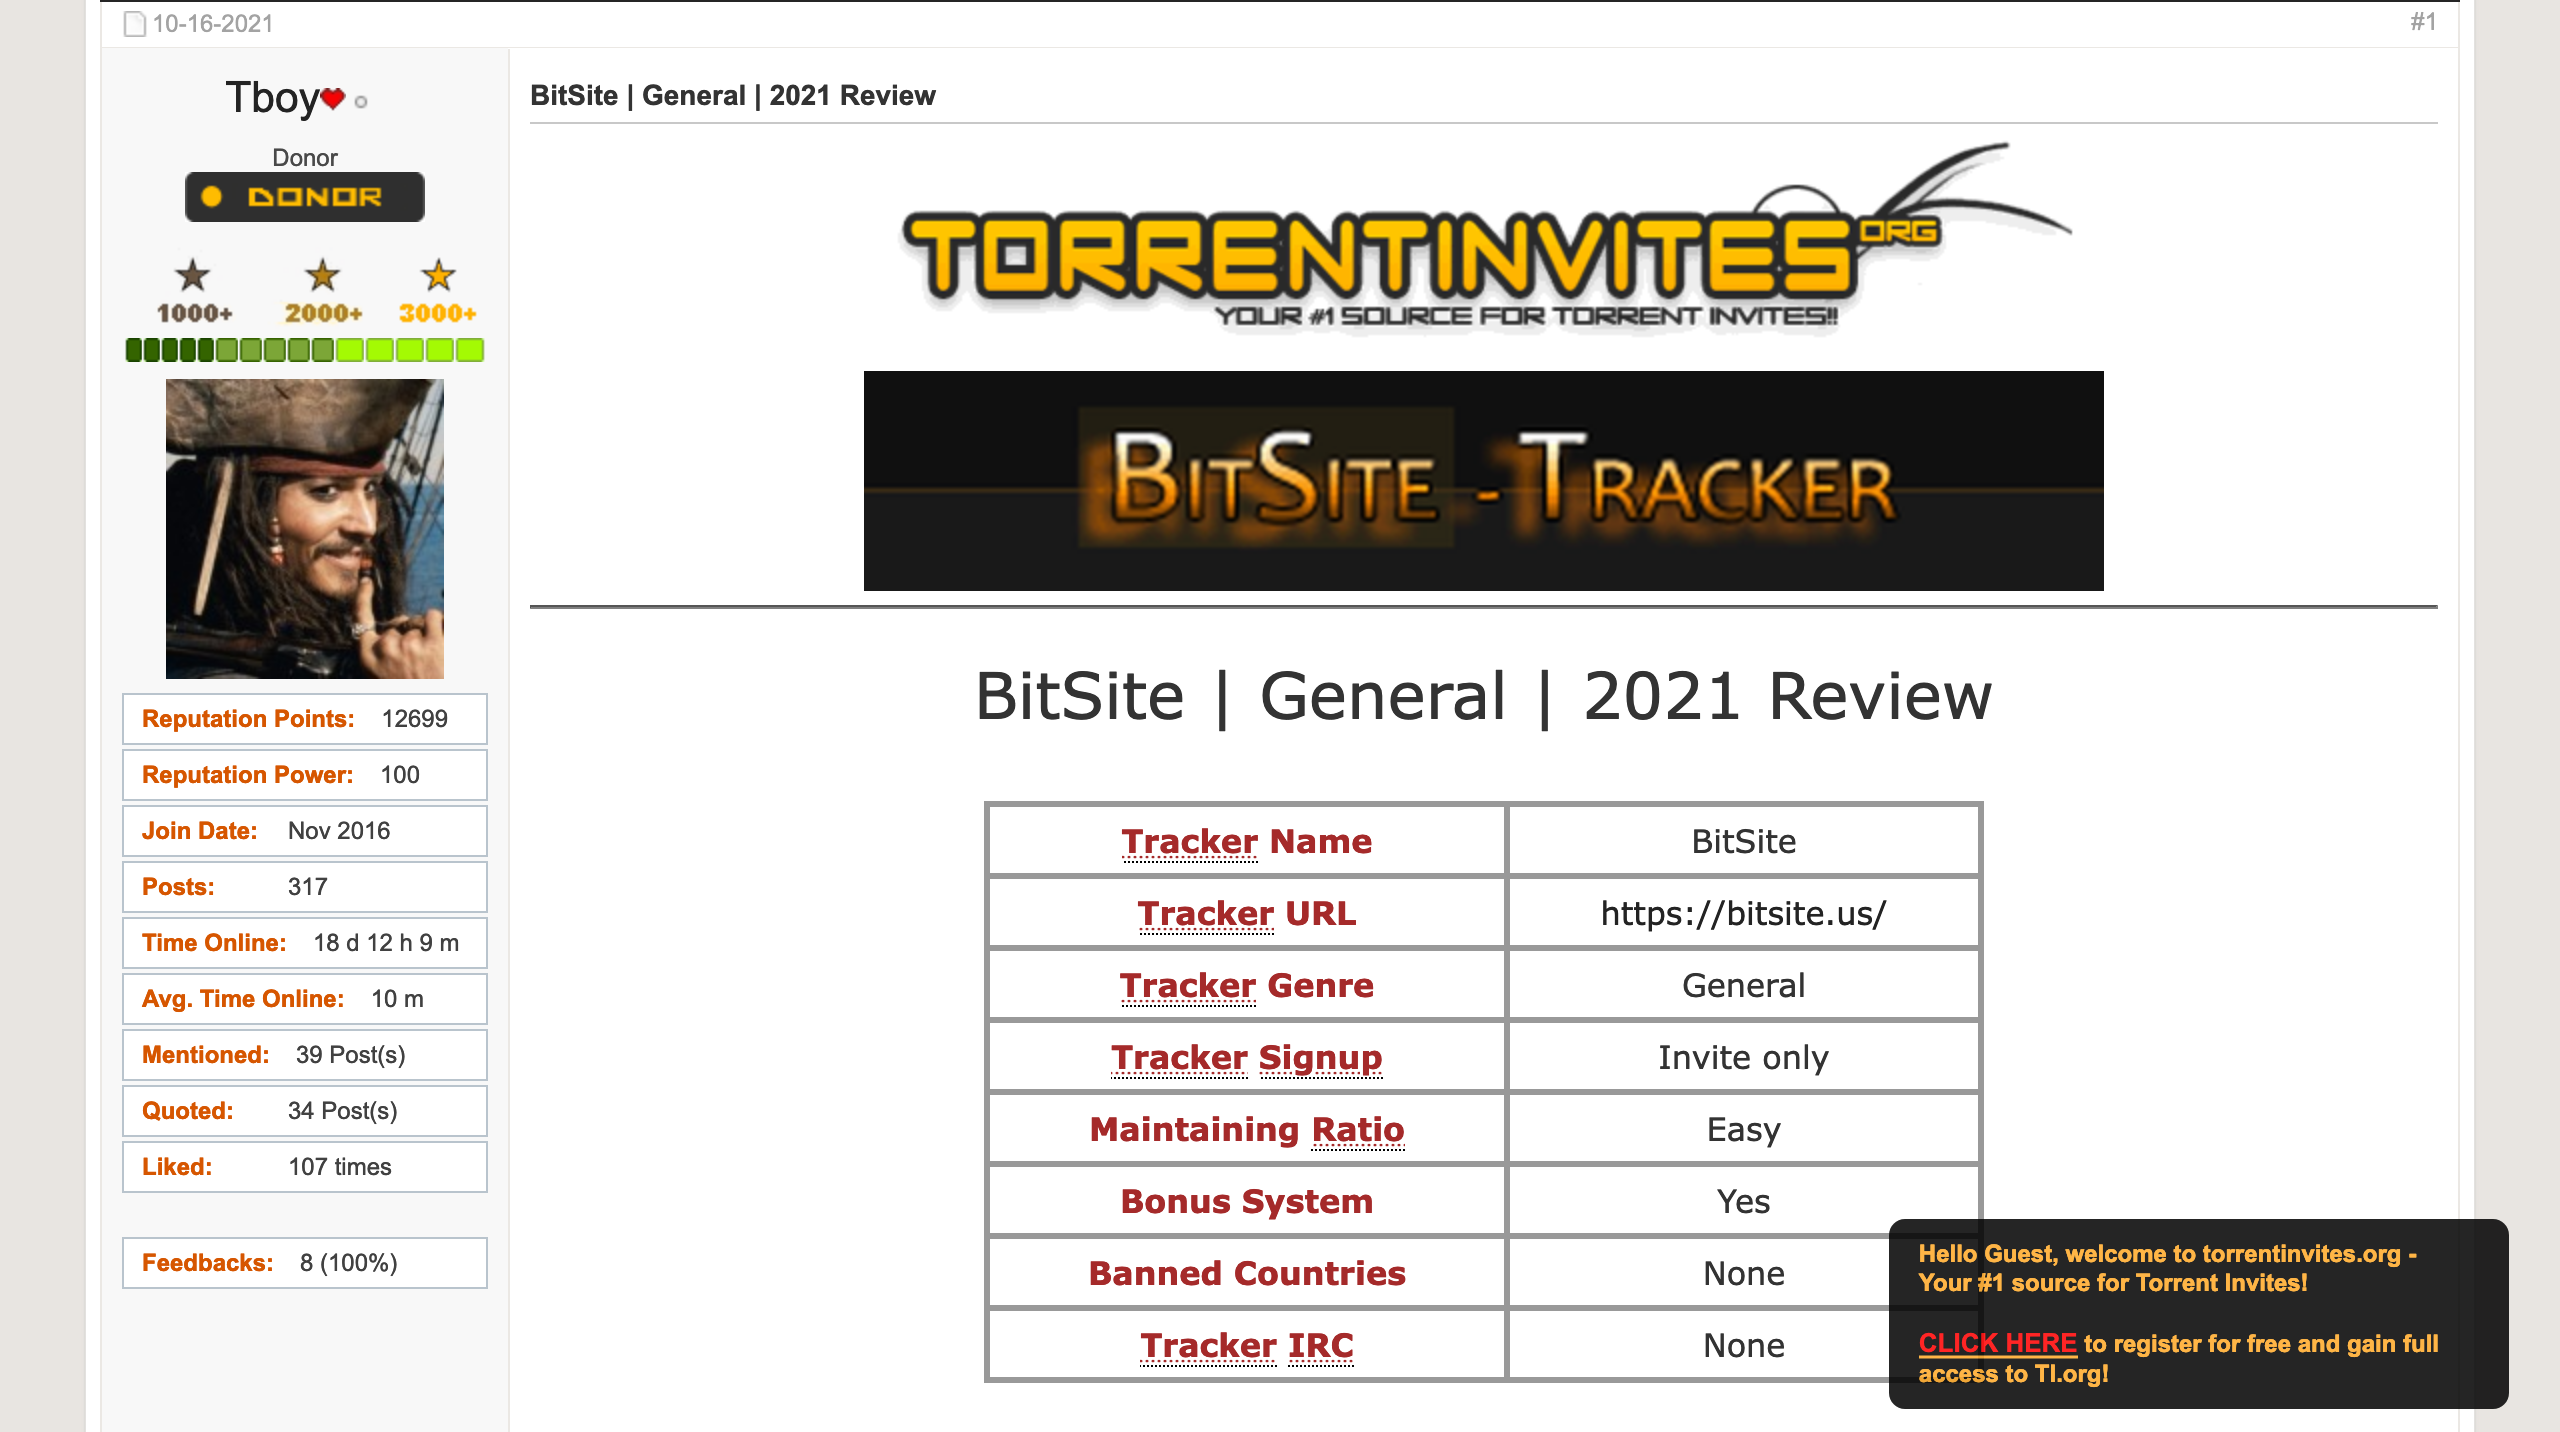 10-16-2021
#1
Tboy
Donor
DONOR
1000+ 2000+ 3000+
Reputation Points: 12699
Reputation Power: 100
Join Date: Nov 2016
Posts: 317
Time Online: 18 d 12 h 9 m
Avg. Time Online: 10 m
Mentioned: 39 Post(s)
Quoted: 34 Post(s)
Liked: 107 times
Feedbacks: 8 (100%)
BitSite | General | 2021 Review
TORRENTINVITES.ORG
YOUR #1 SOURCE FOR TORRENT INVITES!!
BITSITE - TRACKER
BitSite | General | 2021 Review
Tracker Name BitSite
Tracker URL https://bitsite.us/
Tracker Genre General
Tracker Signup Invite only
Maintaining Ratio Easy
Bonus System Yes
Banned Countries None
Tracker IRC None
Hello Guest, welcome to torrentinvites.org -
Your #1 source for Torrent Invites!
CLICK HERE to register for free and gain full
access to TI.org!